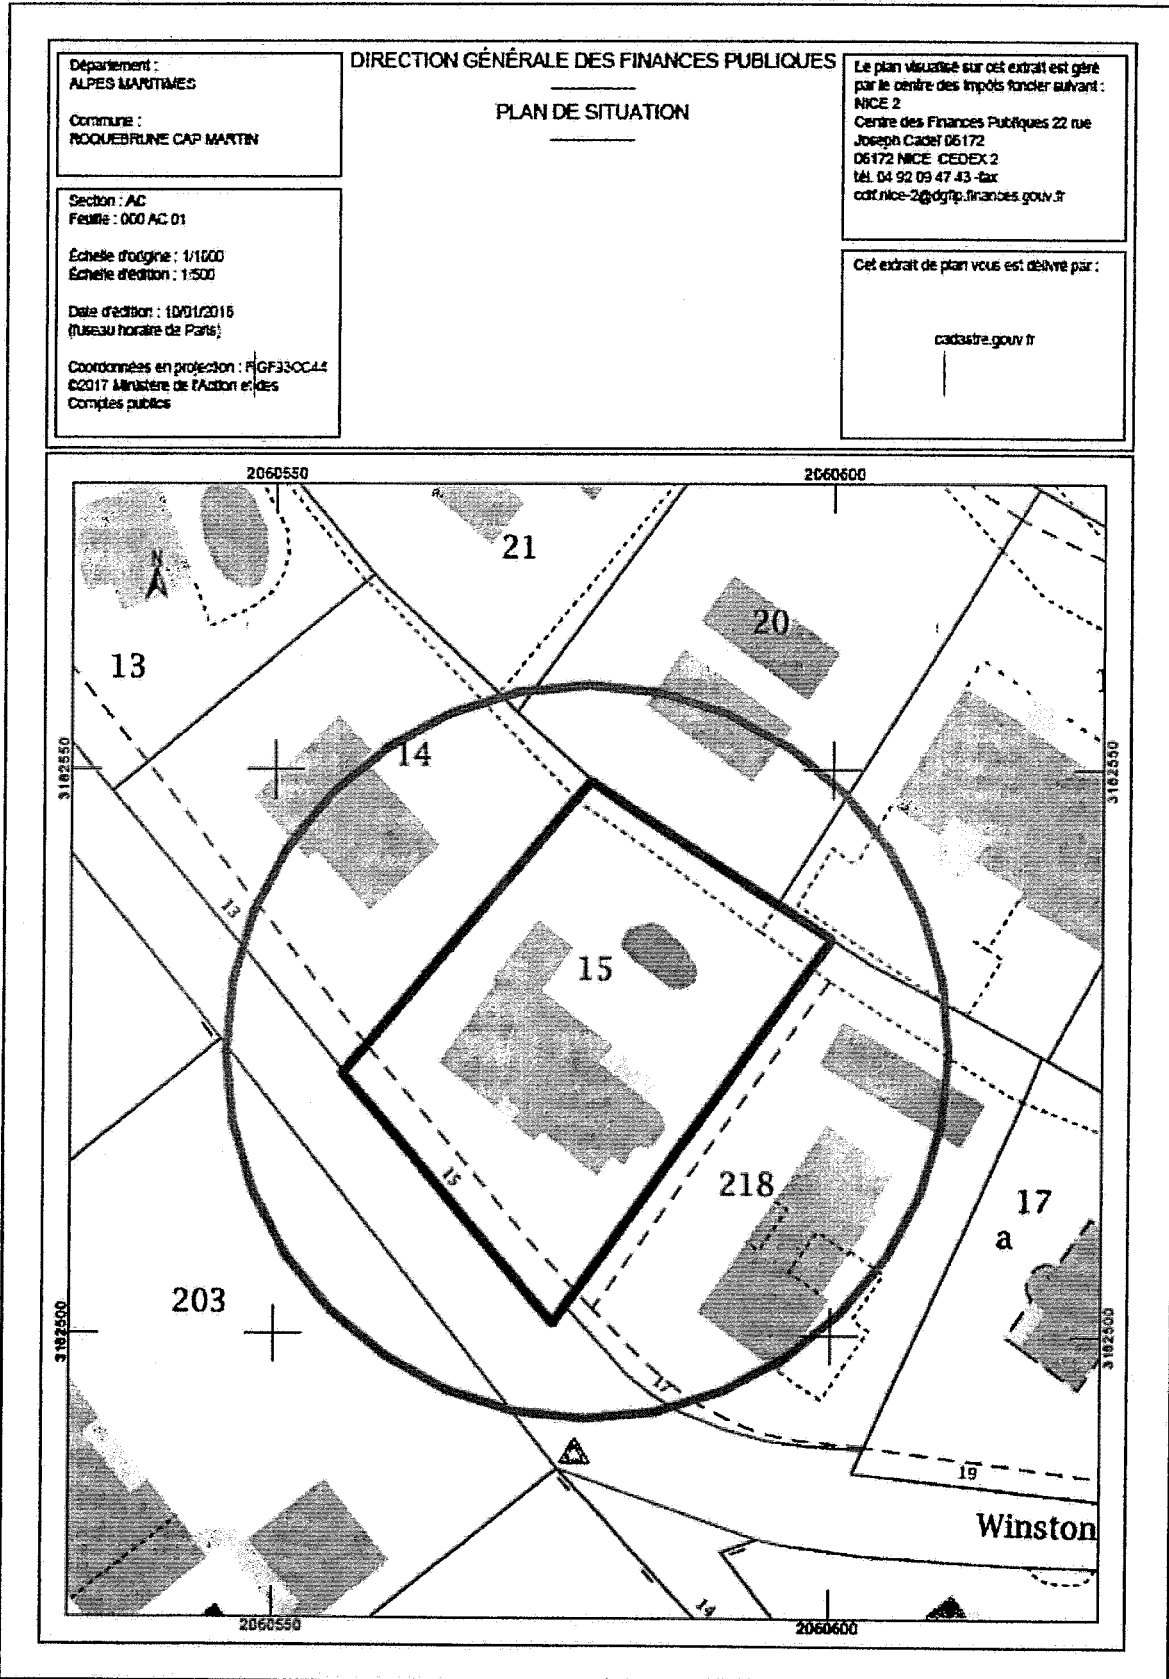 Département :
ALPES MARITIMES
Commune :
ROQUEBRUNE CAP MARTIN
Section : AC
Feuille : 000 AC 01
Échelle d'origine : 1/1000
Échelle d'édition : 1/500
Date d'édition : 10/01/2018
(fuseau horaire de Paris)
Coordonnées en projection : RGF93CC44
©2017 Ministère de l'Action et des
Comptes publics
DIRECTION GÉNÉRALE DES FINANCES PUBLIQUES
PLAN DE SITUATION
Le plan visualisé sur cet extrait est géré
par le centre des impôts foncier suivant :
NICE 2
Centre des Finances Publiques 22 rue
Joseph Cadeï 06172
06172 NICE CEDEX 2
tél. 04 92 09 47 43 -fax
cdif.nice-2@dgfip.finances.gouv.fr
Cet extrait de plan vous est délivré par :
cadastre.gouv.fr
2060550
2060600
21
N
20
13
14
3182550
3182550
13
15
15
218
17
a
203
3182500
3182500
17
19
Winston
14
2060550
2060600